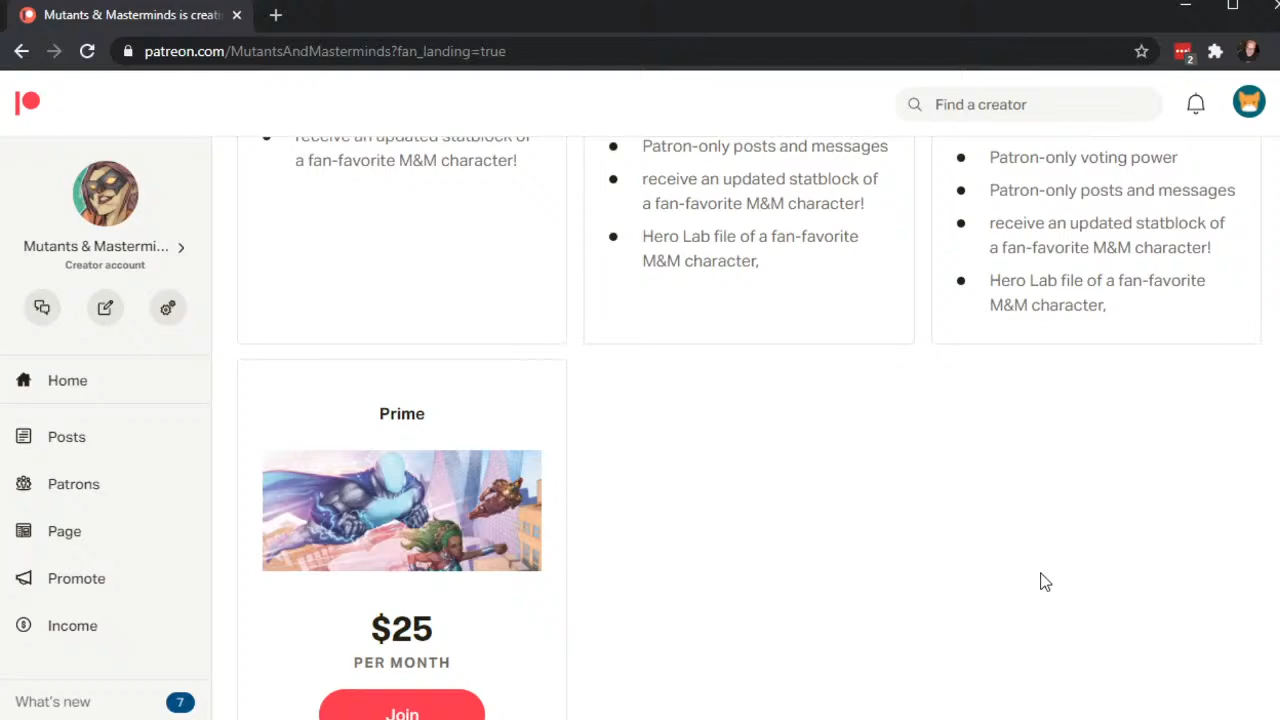 Mutants & Masterminds is creati
patreon.com/MutantsAndMasterminds?fan_landing=true
2
Find a creator
Mutants & Mastermi...
Creator account
Home
Posts
Patrons
Page
Promote
Income
What's new
7
receive an updated statblock of
a fan-favorite M&M character!
Patron-only posts and messages
receive an updated statblock of
a fan-favorite M&M character!
Hero Lab file of a fan-favorite
M&M character,
Patron-only voting power
Patron-only posts and messages
receive an updated statblock of
a fan-favorite M&M character!
Hero Lab file of a fan-favorite
M&M character,
Prime
$25
PER MONTH
Join